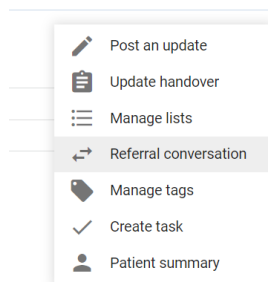 Post an update
Update handover
Manage lists
Referral conversation
Manage tags
Create task
Patient summary